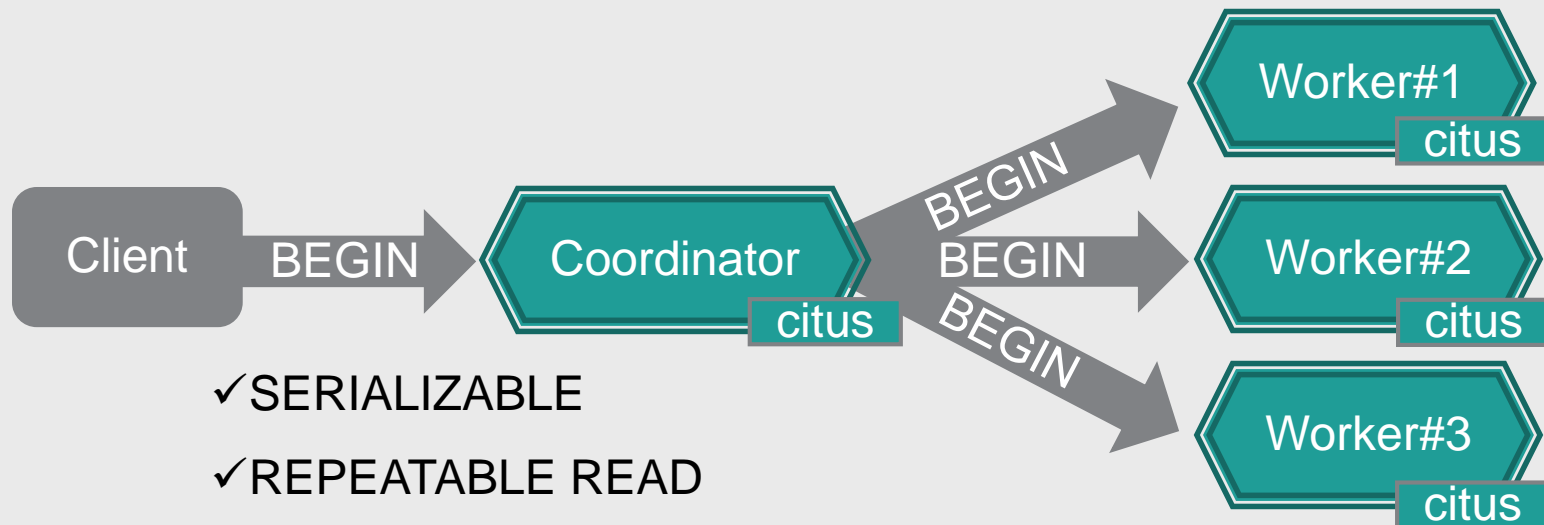 Worker#1
citus
BEGIN
Client
BEGIN
Coordinator
citus
BEGIN
Worker#2
citus
BEGIN
Worker#3
citus
✓SERIALIZABLE
✓REPEATABLE READ